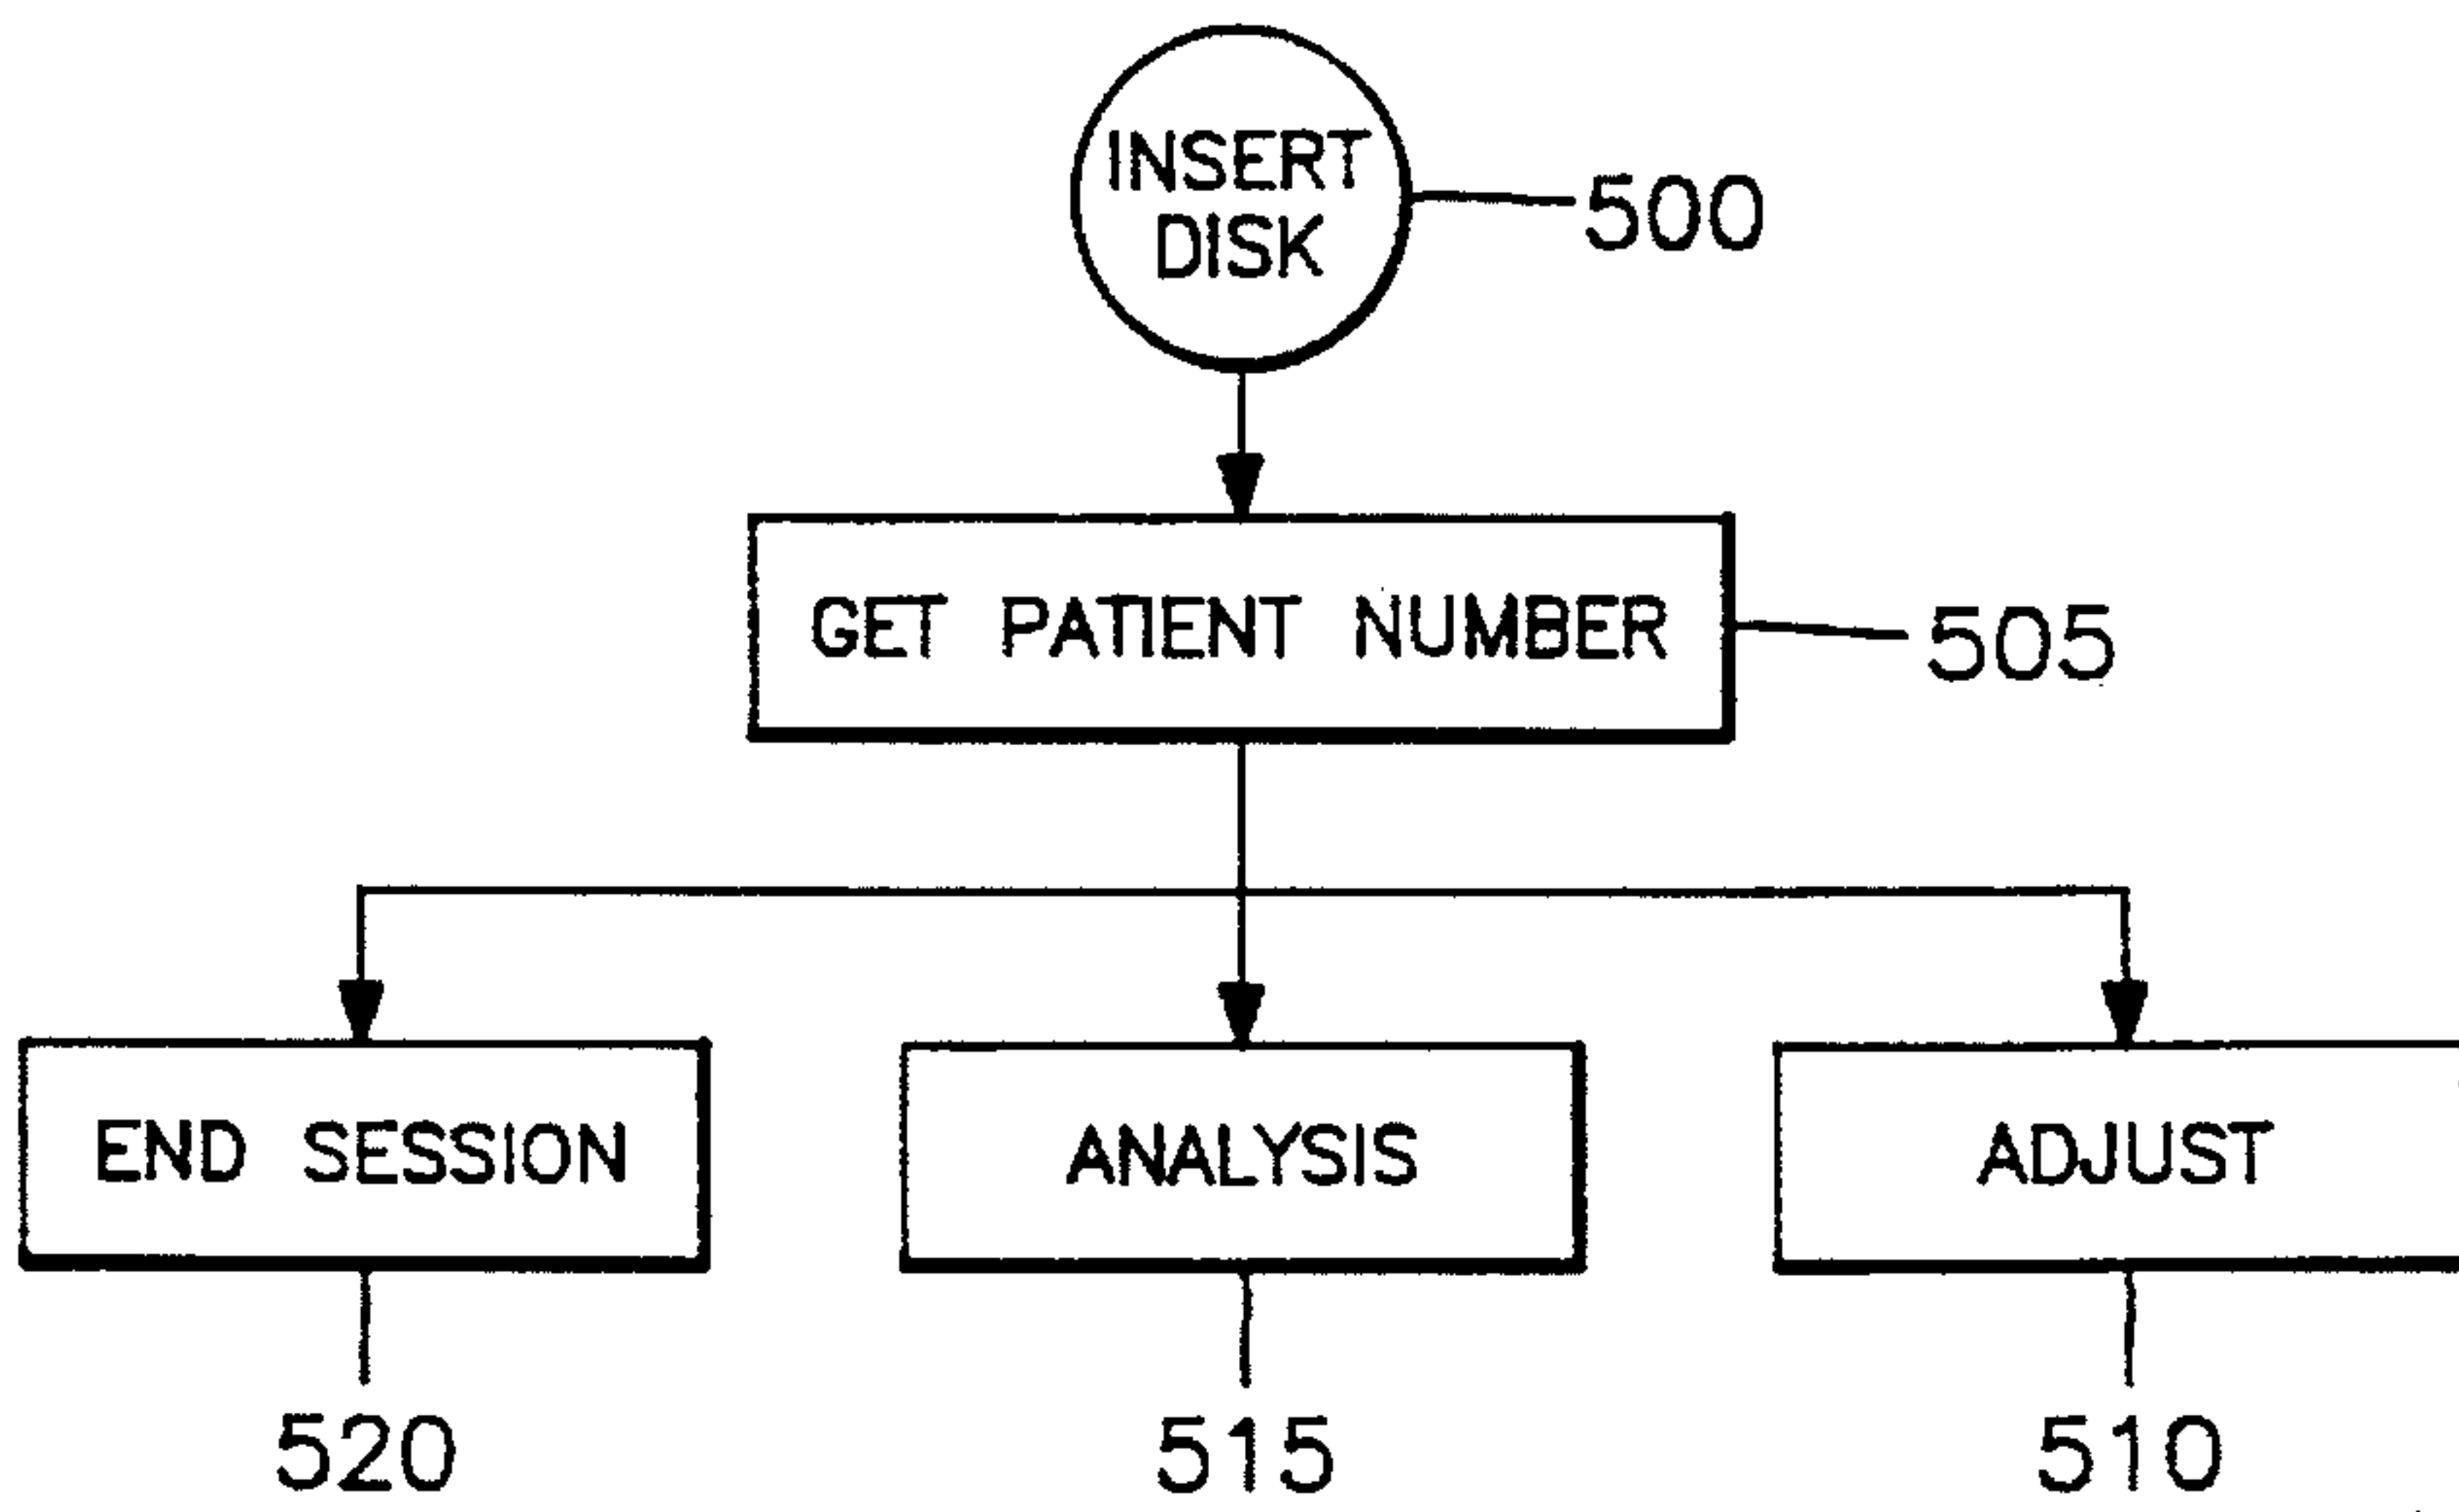 INSERT
DISK
500
GET PATIENT NUMBER
505
END SESSION
ANALYSIS
ADJUST
520
515
510